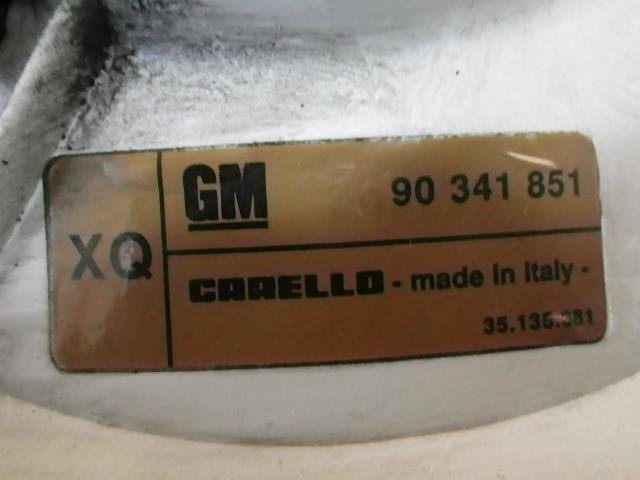 XQ
GM
90 341 851
CARELLO - made in Italy -